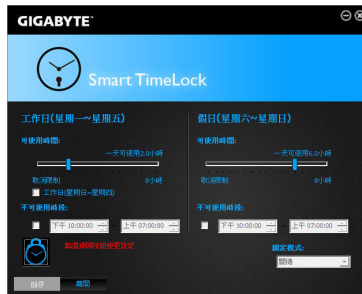 GIGABYTE™
Smart TimeLock
工作日(星期一~星期五)
可使用時間:
一天可使用2.0小時
取消限制
8小時
工作日(星期日~星期四)
不可使用時段:
下午 10:00:00
上午 07:00:00
假日(星期六~星期日)
可使用時間:
一天可使用6.0小時
取消限制
8小時
不可使用時段:
下午 10:00:00
上午 07:00:00
鎖定模式:
關機
儲存
離開